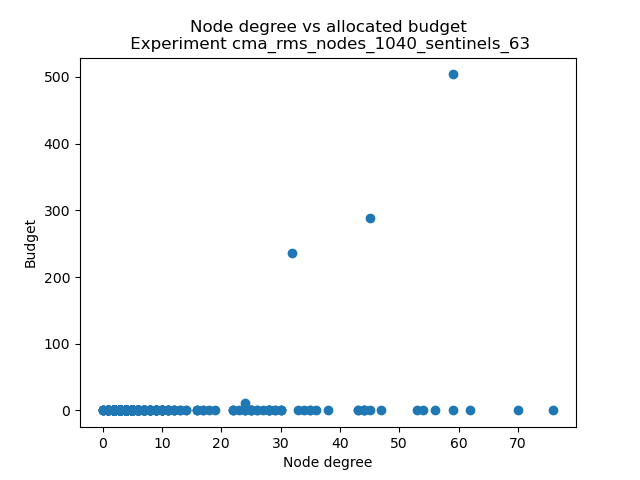 Node degree vs allocated budget
Experiment cma_rms_nodes_1040_sentinels_63
500
400
300
200
100
0
Budget
0 10 20 30 40 50 60 70
Node degree